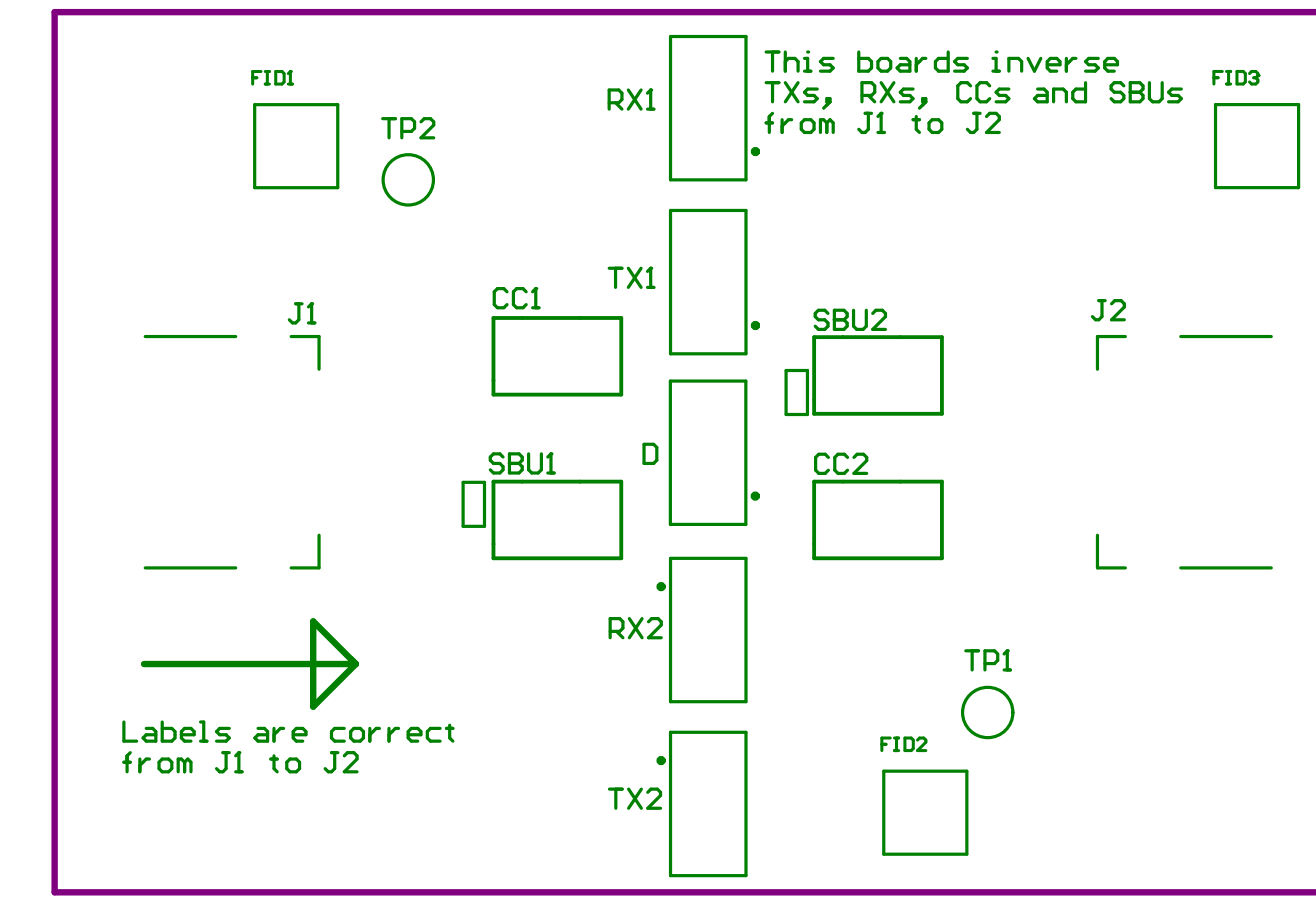 This boards inverse
TXs, RXs, CCs and SBUs
from J1 to J2
FID1
FID3
RX1
TP2
TX1
CC1
J1
SBU2
J2
D
SBU1
CC2
RX2
TP1
Labels are correct
from J1 to J2
FID2
TX2